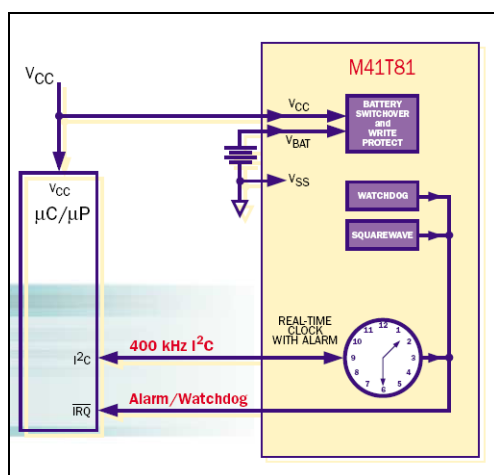 M41T81
VCC
VCC
BATTERY
SWITCHOVER
and
WRITE
PROTECT
VBAT
VCC
μC/μP
VSS
WATCHDOG
SQUAREWAVE
REAL-TIME
CLOCK
WITH ALARM
12
1
2
3
4
5
6
7
8
9
10
11
I²C
400 kHz I²C
IRQ
Alarm/Watchdog